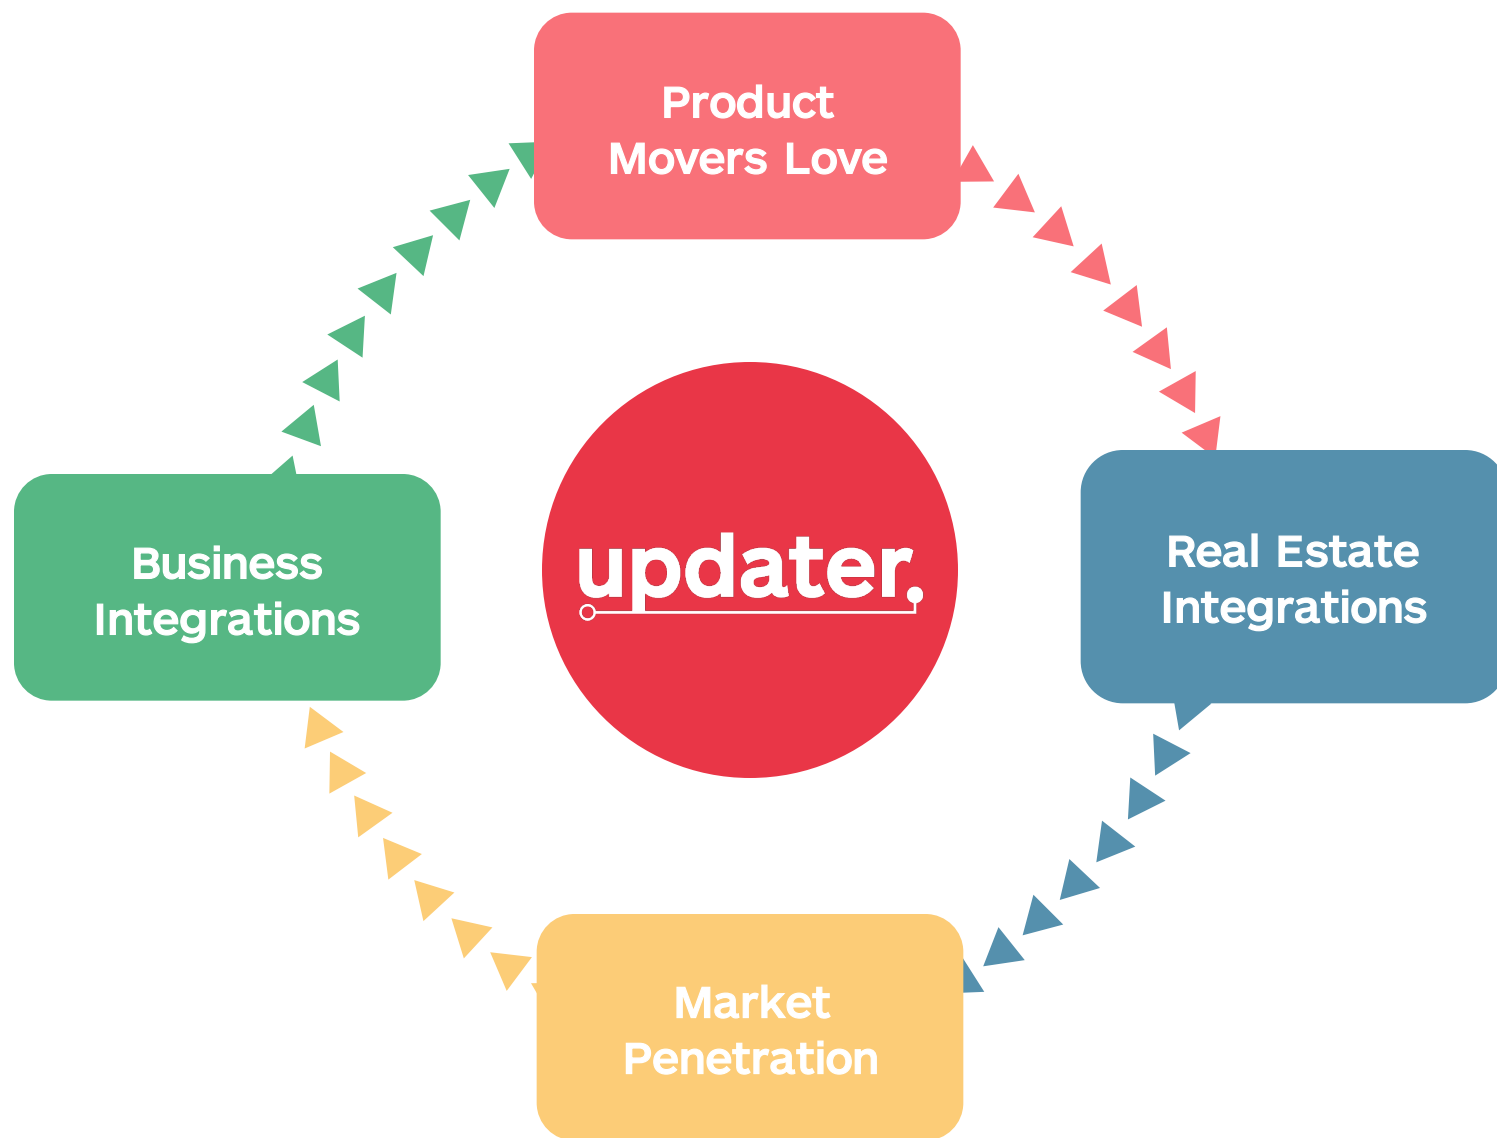 Product
Movers Love
Business
Integrations
updater.
Real Estate
Integrations
Market
Penetration